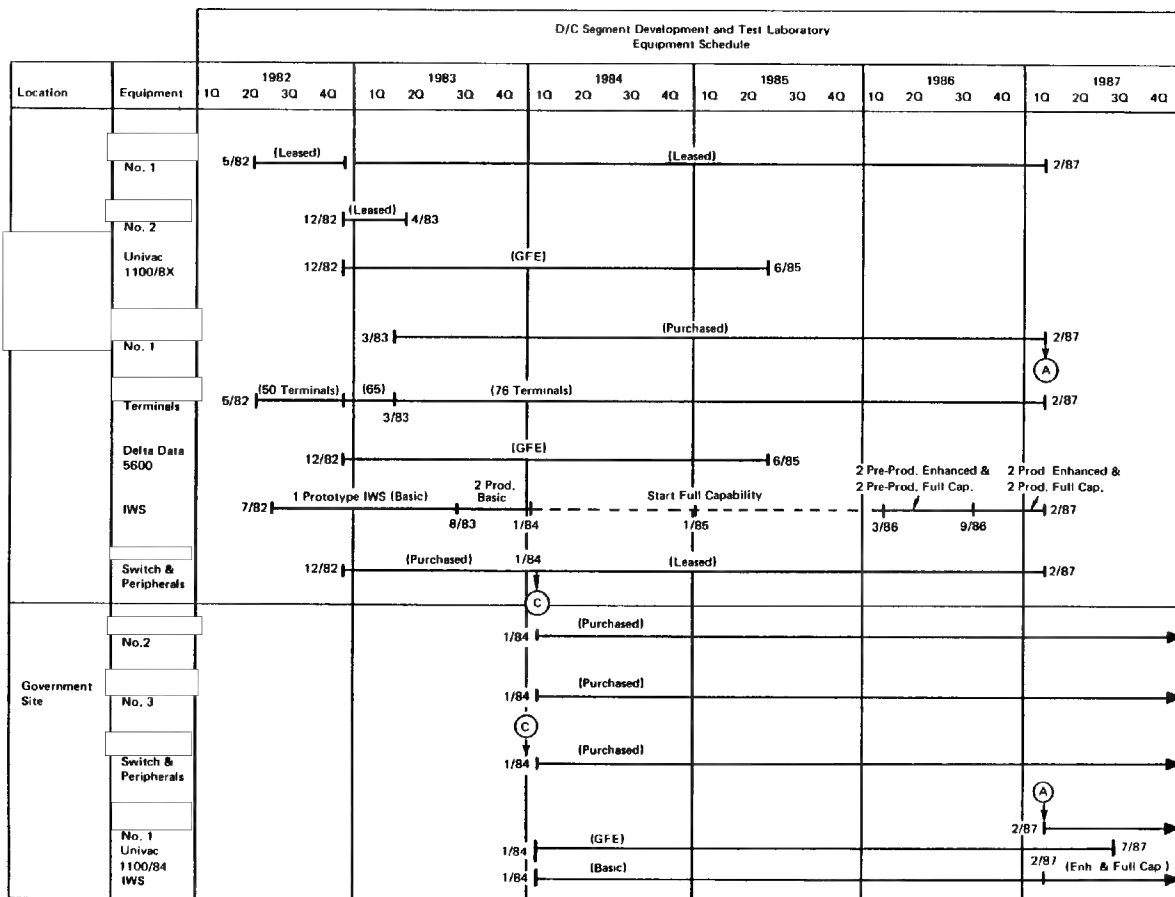 D/C Segment Development and Test Laboratory
Equipment Schedule
Location Equipment 1982 1983 1984 1985 1986 1987
1Q 2Q 3Q 4Q 1Q 2Q 3Q 4Q 1Q 2Q 3Q 4Q 1Q 2Q 3Q 4Q 1Q 2Q 3Q 4Q 1Q 2Q 3Q 4Q
No. 1 5/82 (Leased) (Leased) 2/87
No. 2 12/82 (Leased) 4/83
Univac
1100/8X 12/82 (GFE) 6/85
No. 1 3/83 (Purchased) 2/87
A
Terminals 5/82 (50 Terminals) (65) 3/83 (76 Terminals) 2/87
Delta Data
5600 12/82 (GFE) 6/85
IWS 7/82 1 Prototype IWS (Basic) 8/83 2 Prod. Basic 1/84 Start Full Capability 1/85 3/86 2 Pre-Prod. Enhanced & 2 Pre-Prod. Full Cap. 9/86 2 Prod Enhanced & 2 Prod. Full Cap. 2/87
Switch &
Peripherals 12/82 (Purchased) 1/84 (Leased) 2/87
C
Government
Site
No.2 1/84 (Purchased)
No. 3 1/84 (Purchased)
C
Switch &
Peripherals 1/84 (Purchased)
A
No. 1 2/87
Univac
1100/84 1/84 (GFE) 7/87
IWS 1/84 (Basic) 2/87 (Enh & Full Cap)